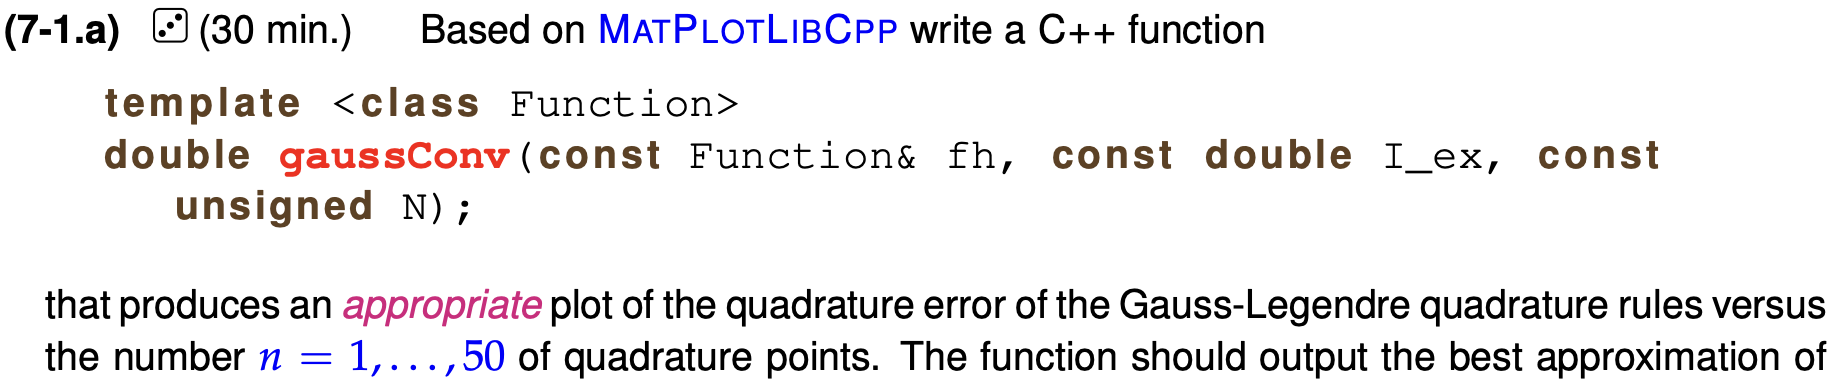 (7-1.a) ⚂ (30 min.) Based on MATPLOTLIBCPP write a C++ function
template <class Function>
double gaussConv(const Function& fh, const double I_ex, const
unsigned N);
that produces an appropriate plot of the quadrature error of the Gauss-Legendre quadrature rules versus
the number n = 1,...,50 of quadrature points. The function should output the best approximation of